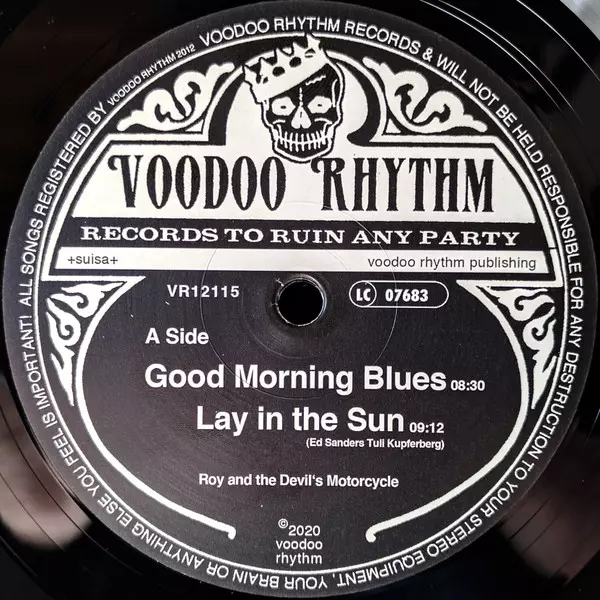 ALL SONGS REGISTERED BY VOODOO RHYTHM 2012 VOODOO RHYTHM RECORDS & WILL NOT BE HELD RESPONSIBLE FOR ANY DESTRUCTION TO YOUR STEREO EQUIPMENT, YOUR BRAIN OR ANYTHING ELSE YOU FEEL IS IMPORTANT!
VOODOO RHYTHM
RECORDS TO RUIN ANY PARTY
+suisa+ voodoo rhythm publishing
VR12115 LC 07683
A Side
Good Morning Blues 08:30
Lay in the Sun 09:12
(Ed Sanders Tuli Kupferberg)
Roy and the Devil's Motorcycle
©2020
voodoo
rhythm